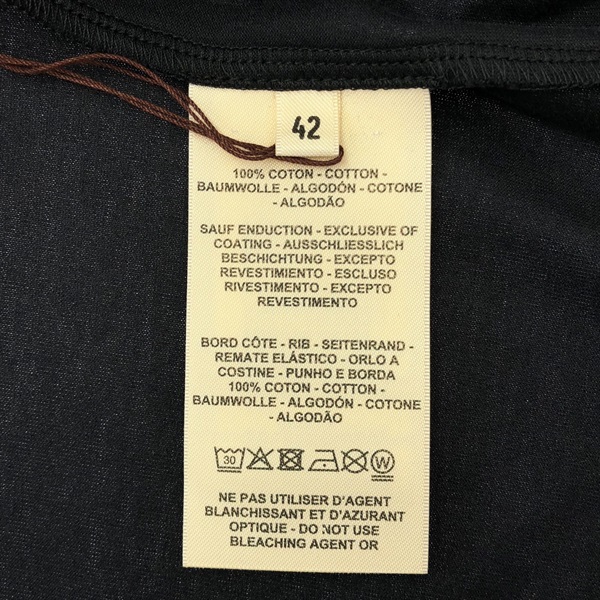 42
100% COTON - COTTON -
BAUMWOLLE - ALGODÓN - COTONE
- ALGODÃO
SAUF ENDUCTION - EXCLUSIVE OF
COATING - AUSSCHLIESSLICH
BESCHICHTUNG - EXCEPTO
REVESTIMIENTO - ESCLUSO
RIVESTIMENTO - EXCEPTO
REVESTIMENTO
BORD CÔTE - RIB - SEITENRAND -
REMATE ELÁSTICO - ORLO A
COSTINE - PUNHO E BORDA
100% COTON - COTTON -
BAUMWOLLE - ALGODÓN - COTONE
- ALGODÃO
30 W
NE PAS UTILISER D'AGENT
BLANCHISSANT ET D'AZURANT
OPTIQUE - DO NOT USE
BLEACHING AGENT OR